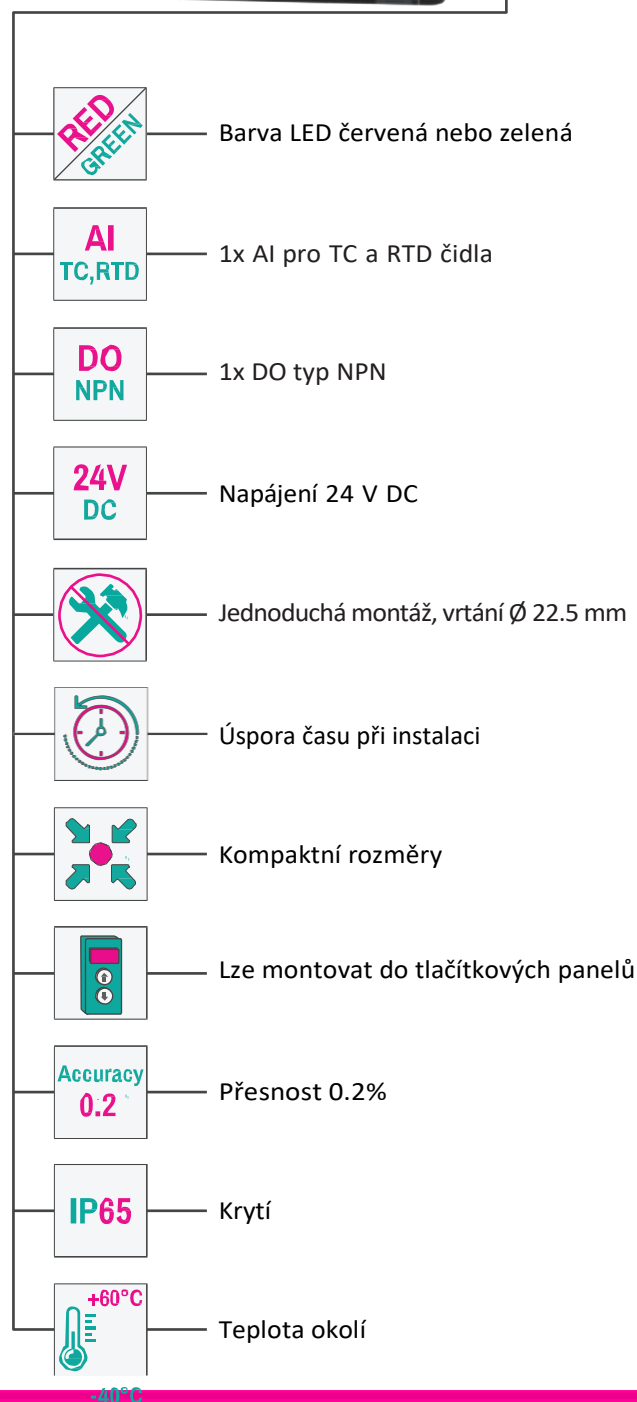 RED
GREEN
Barva LED červená nebo zelená
AI
TC,RTD
1x AI pro TC a RTD čidla
DO
NPN
1x DO typ NPN
24V
DC
Napájení 24 V DC
Jednoduchá montáž, vrtání Ø 22.5 mm
Úspora času při instalaci
Kompaktní rozměry
Lze montovat do tlačítkových panelů
Accuracy
0.2
Přesnost 0.2%
IP65
Krytí
+60°C
Teplota okolí
-40°C